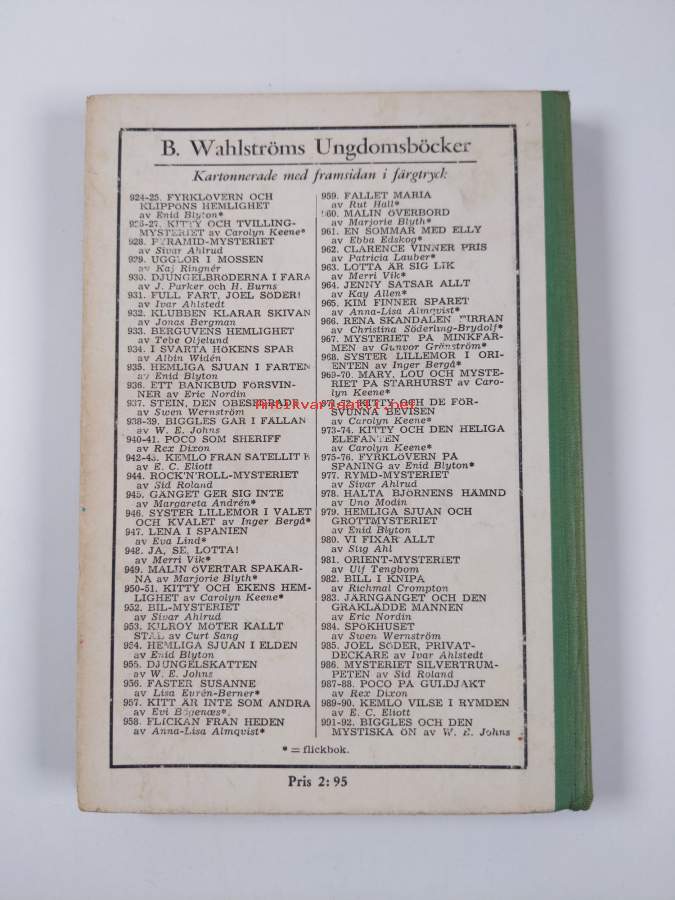 B. Wahlströms Ungdomsböcker
Kartonnerade med framsidan i färgtryck
924-25. FYRKLÖVERN OCH
KLIPPONS HEMLIGHET
av Enid Blyton*
926-27. KITTY OCH TVILLING-
MYSTERIET av Carolyn Keene*
928. PYRAMID-MYSTERIET
av Sivar Ahlrud
929. UGGLOR I MOSSEN
av Kaj Ringnér
930. DJUNGELBRÖDERNA I FARA
av J. Parker och H. Burns
931. FULL FART, JOEL SÖDER!
av Ivar Ahlstedt
932. KLUBBEN KLARAR SKIVAN
av Jonas Bergman
933. BERGUVENS HEMLIGHET
av Tebe Oljelund
934. I SVARTA HÖKENS SPÅR
av Albin Widén
935. HEMLIGA SJUAN I FARTEN
av Enid Blyton
936. ETT BANKBUD FÖRSVIN-
NER av Eric Nordin
937. STEIN, DEN OBESEGRADE
av Swen Wernström
938-39. BIGGLES GÅR I FÄLLAN
av W. E. Johns
940-41. POCO SOM SHERIFF
av Rex Dixon
942-43. KEMLO FRÅN SATELLIT K
av E. C. Eliott
944. ROCK'N'ROLL-MYSTERIET
av Sid Roland
945. GÄNGET GER SIG INTE
av Margareta Andrén*
946. SYSTER LILLEMOR I VALET
OCH KVALET av Inger Bergå*
947. LENA I SPANIEN
av Eva Lind*
948. JA, SE, LOTTA!
av Merri Vik*
949. MALIN ÖVERTAR SPAKAR-
NA av Marjorie Blyth*
950-51. KITTY OCH EKENS HEM-
LIGHET av Carolyn Keene*
952. BIL-MYSTERIET
av Sivar Ahlrud
953. KILROY MÖTER KALLT
STÅL av Curt Sang
954. HEMLIGA SJUAN I ELDEN
av Enid Blyton
955. DJUNGELSKATTEN
av W. E. Johns
956. FASTER SUSANNE
av Lisa Eurén-Berner*
957. KITT ÄR INTE SOM ANDRA
av Evi Bögenæs*
958. FLICKAN FRÅN HEDEN
av Anna-Lisa Almqvist*
959. FALLET MARIA
av Rut Hall*
960. MALIN ÖVERBORD
av Marjorie Blyth*
961. EN SOMMAR MED ELLY
av Ebba Edskog*
962. CLARENCE VINNER PRIS
av Patricia Lauber*
963. LOTTA ÄR SIG LIK
av Merri Vik*
964. JENNY SATSAR ALLT
av Kay Allen*
965. KIM FINNER SPÅRET
av Anna-Lisa Almqvist*
966. RENA SKANDALEN, MIRRAN
av Christina Söderling-Brydolf*
967. MYSTERIET PÅ MINKFAR-
MEN av Gunvor Grönström*
968. SYSTER LILLEMOR I ORI-
ENTEN av Inger Bergå*
969-70. MARY, LOU OCH MYSTE-
RIET PÅ STARHURST av Caro-
lyn Keene*
KITTY OCH DE FÖR-
SVUNNA BEVISEN
av Carolyn Keene*
973-74. KITTY OCH DEN HELIGA
ELEFANTEN
av Carolyn Keene*
975-76. FYRKLÖVERN PÅ
SPANING av Enid Blyton*
977. RYMD-MYSTERIET
av Sivar Ahlrud
978. HALTA BJÖRNENS HÄMND
av Uno Modin
979. HEMLIGA SJUAN OCH
GROTTMYSTERIET
av Enid Blyton
980. VI FIXAR ALLT
av Stig Ahl
981. ORIENT-MYSTERIET
av Ulf Tengbom
982. BILL I KNIPA
av Richmal Crompton
983. JÄRNGÄNGET OCH DEN
GRÅKLÄDDE MANNEN
av Eric Nordin
984. SPÖKHUSET
av Swen Wernström
985. JOEL SÖDER, PRIVAT-
DECKARE av Ivar Ahlstedt
986. MYSTERIET SILVERTRUM-
PETEN av Sid Roland
987-88. POCO PÅ GULDJAKT
av Rex Dixon
989-90. KEMLO VILSE I RYMDEN
av E. C. Eliott
991-92. BIGGLES OCH DEN
MYSTISKA ÖN av W. E. Johns
* = flickbok.
Pris 2:95